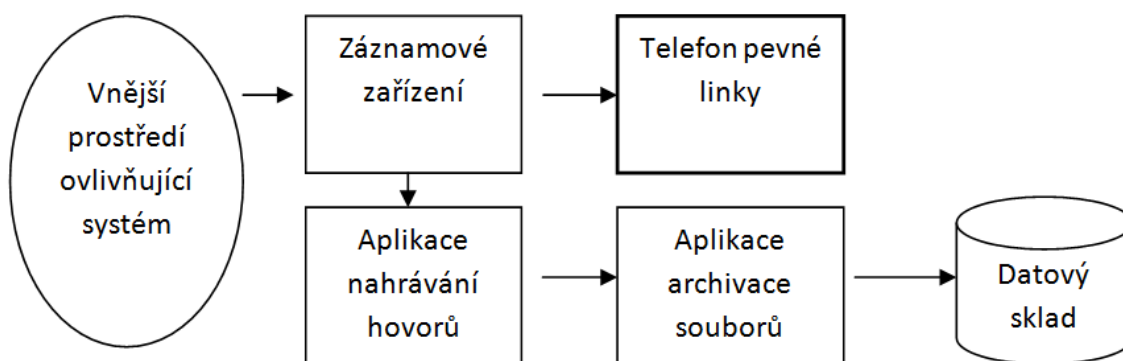 Vnější
prostředí
ovlivňující
systém
Záznamové
zařízení
Telefon pevné
linky
Aplikace
nahrávání
hovorů
Aplikace
archivace
souborů
Datový
sklad